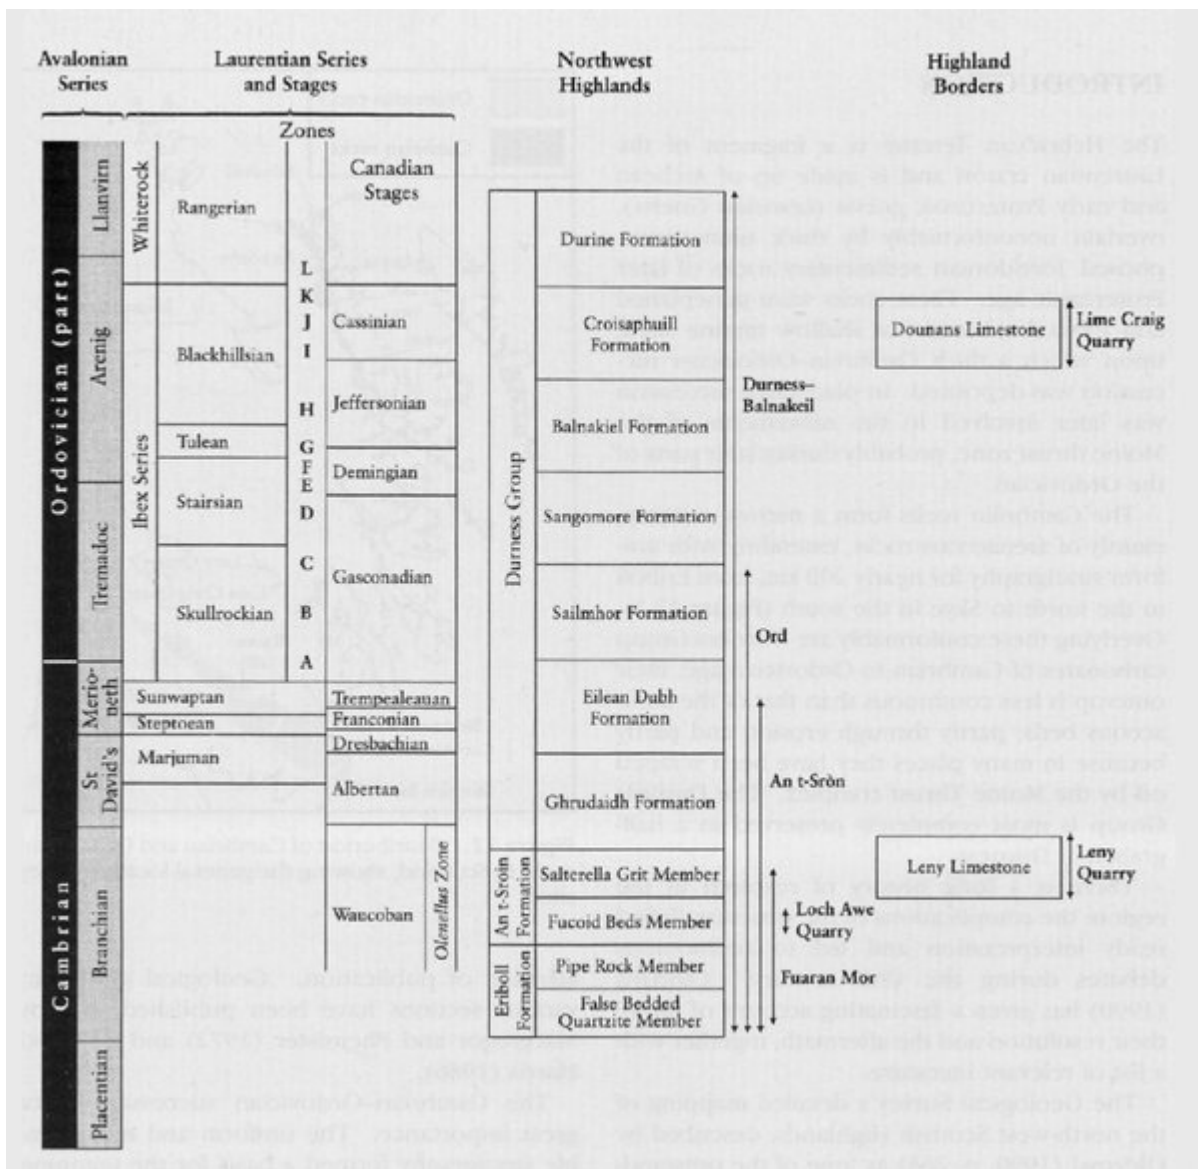 Avalonian
Series
Laurentian Series
and Stages
Northwest
Highlands
Highland
Borders
Zones
Canadian
Stages
Ordovician (part)
Cambrian
Llanvirn
Arenig
Tremadoc
Merio-
neth
St
David's
Branchian
Placentian
Whiterock
Ibex Series
Rangerian
Blackhillsian
Tulean
Stairsian
Skullrockian
Sunwaptan
Steptoean
Marjuman
L
K
J
I
H
G
F
E
D
C
B
A
Cassinian
Jeffersonian
Demingian
Gasconadian
Trempealeauan
Franconian
Dresbachian
Albertan
Waucoban
Olenellus Zone
Durness Group
An t-Sroin
Formation
Eriboll
Formation
Durine Formation
Croisaphuill
Formation
Balnakiel Formation
Sangomore Formation
Sailmhor Formation
Eilean Dubh
Formation
Ghrudaidh Formation
Salterella Grit Member
Fucoid Beds Member
Pipe Rock Member
False Bedded
Quartzite Member
Durness–
Balnakeil
Ord
An t-Sròn
Loch Awe
Quarry
Fuaran Mor
Dounans Limestone
Lime Craig
Quarry
Leny Limestone
Leny
Quarry